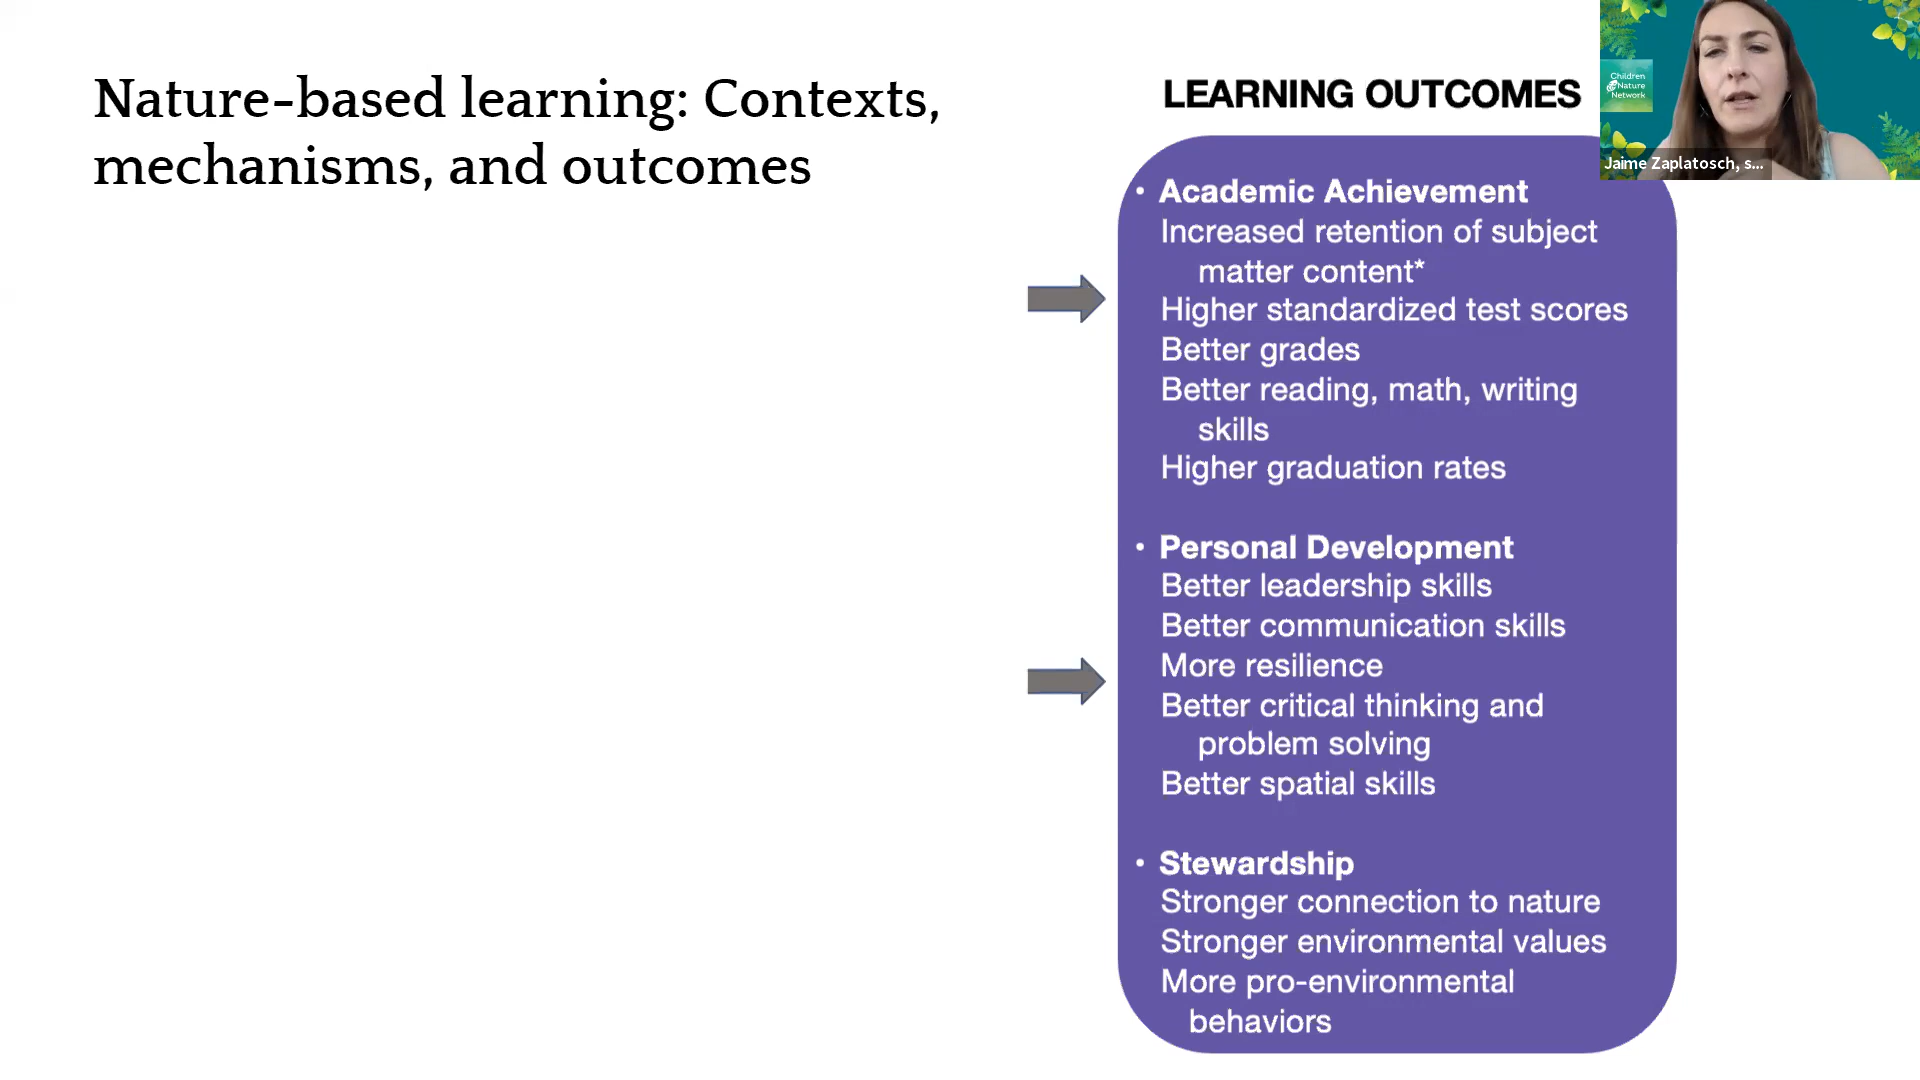 Nature-based learning: Contexts,
mechanisms, and outcomes
LEARNING OUTCOMES
• Academic Achievement
Increased retention of subject
matter content*
Higher standardized test scores
Better grades
Better reading, math, writing
skills
Higher graduation rates
• Personal Development
Better leadership skills
Better communication skills
More resilience
Better critical thinking and
problem solving
Better spatial skills
• Stewardship
Stronger connection to nature
Stronger environmental values
More pro-environmental
behaviors
Children
&Nature
Network
Jaime Zaplatosch, s...